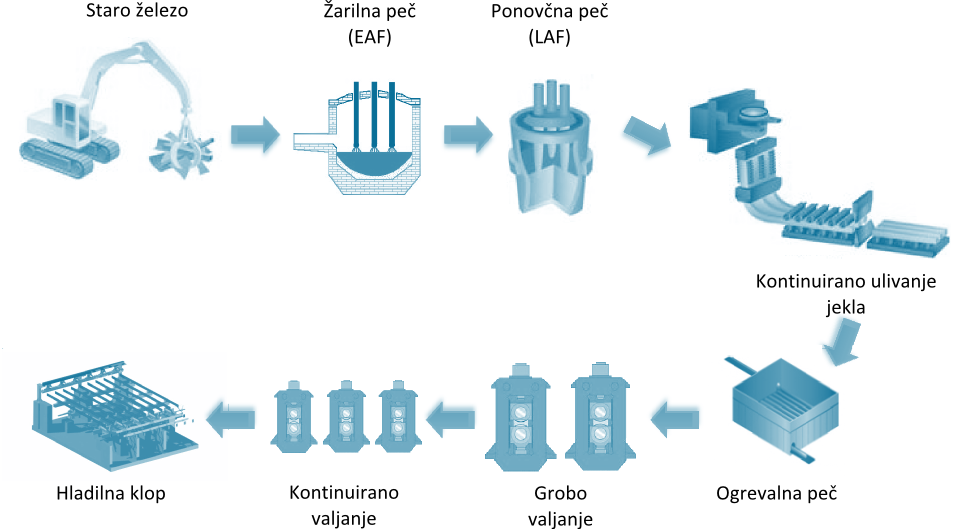 Staro železo
Žarilna peč
(EAF)
Ponovčna peč
(LAF)
Kontinuirano ulivanje
jekla
Hladilna klop
Kontinuirano
valjanje
Grobo
valjanje
Ogrevalna peč